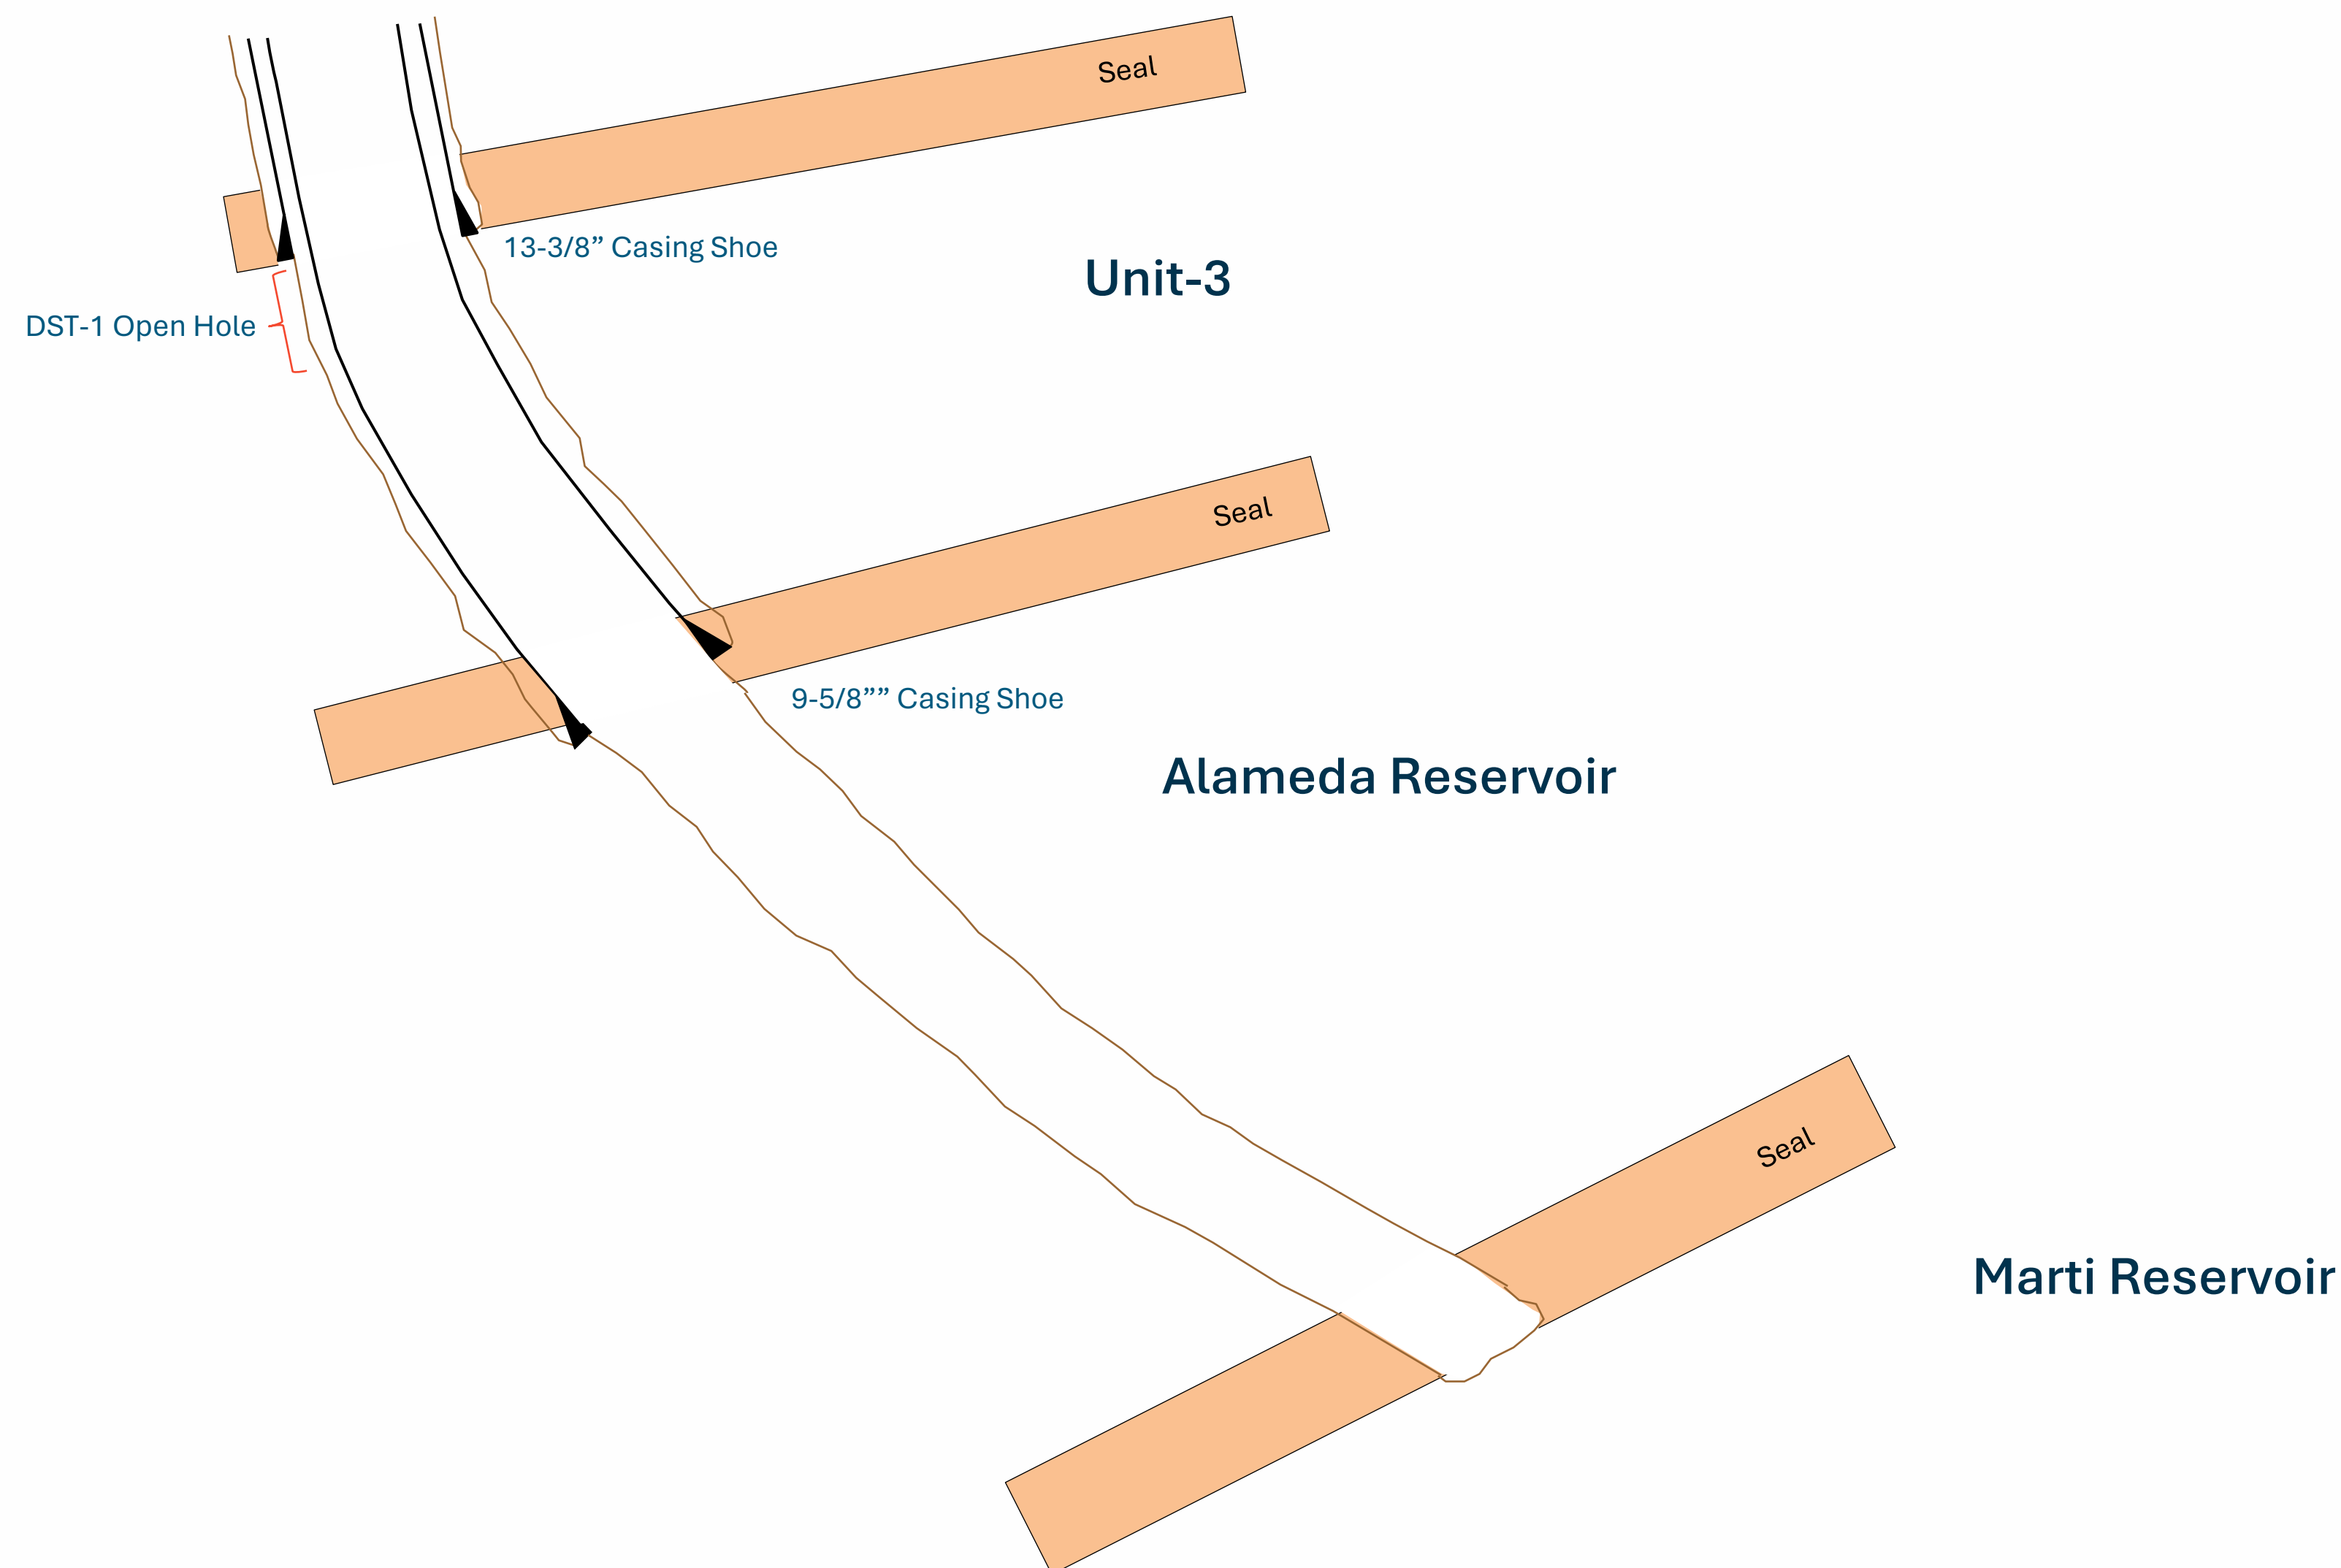 Seal
13-3/8” Casing Shoe
Unit-3
DST-1 Open Hole
Seal
9-5/8”” Casing Shoe
Alameda Reservoir
Seal
Marti Reservoir